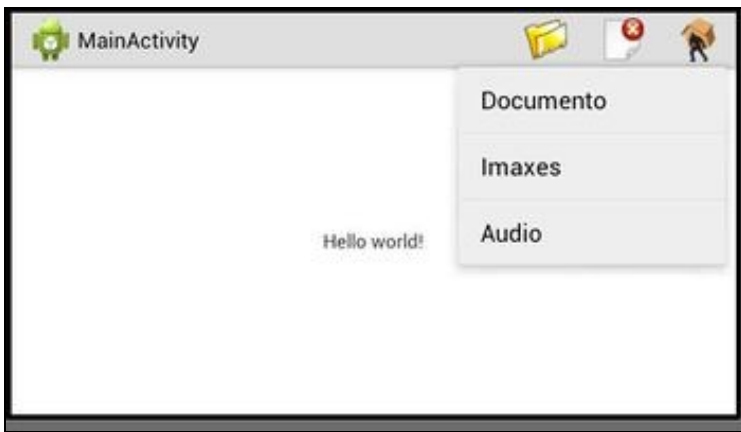 MainActivity
Documento
Imaxes
Audio
Hello world!